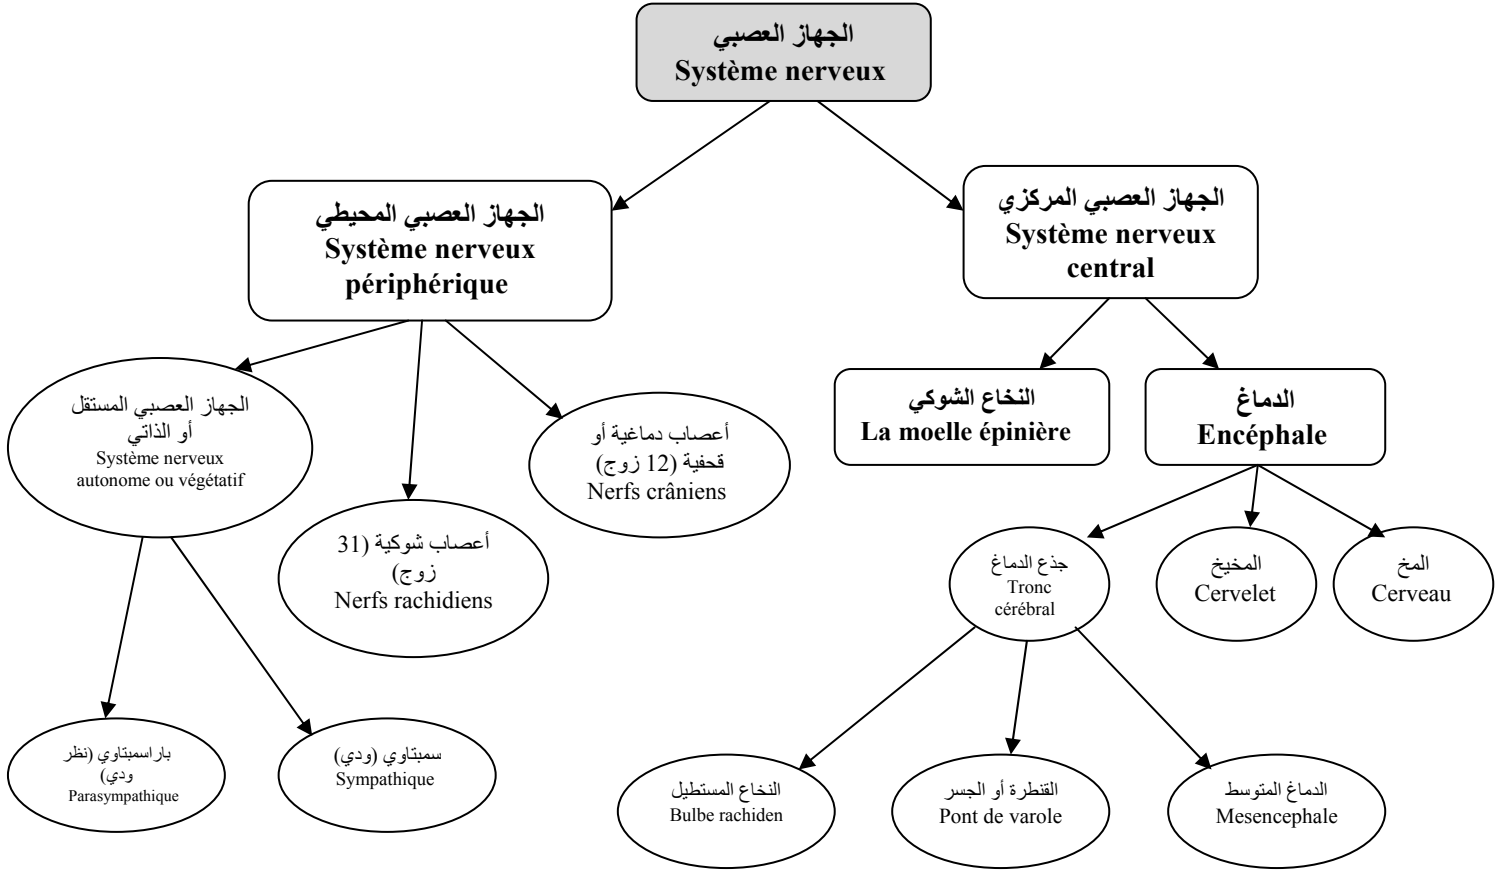 الجهاز العصبي
Système nerveux
الجهاز العصبي المحيطي
Système nerveux
périphérique
الجهاز العصبي المركزي
Système nerveux
central
النخاع الشوكي
La moelle épinière
الدماغ
Encéphale
الجهاز العصبي المستقل
أو الذاتي
Système nerveux
autonome ou végétatif
أعصاب شوكية (31
زوج)
Nerfs rachidiens
أعصاب دماغية أو
قحفية (12 زوج)
Nerfs crâniens
جذع الدماغ
Tronc
cérébral
المخيخ
Cervelet
المخ
Cerveau
باراسمبتاوي (نظر
ودي)
Parasympathique
سمبتاوي (ودي)
Sympathique
النخاع المستطيل
Bulbe rachiden
القنطرة أو الجسر
Pont de varole
الدماغ المتوسط
Mesencephale